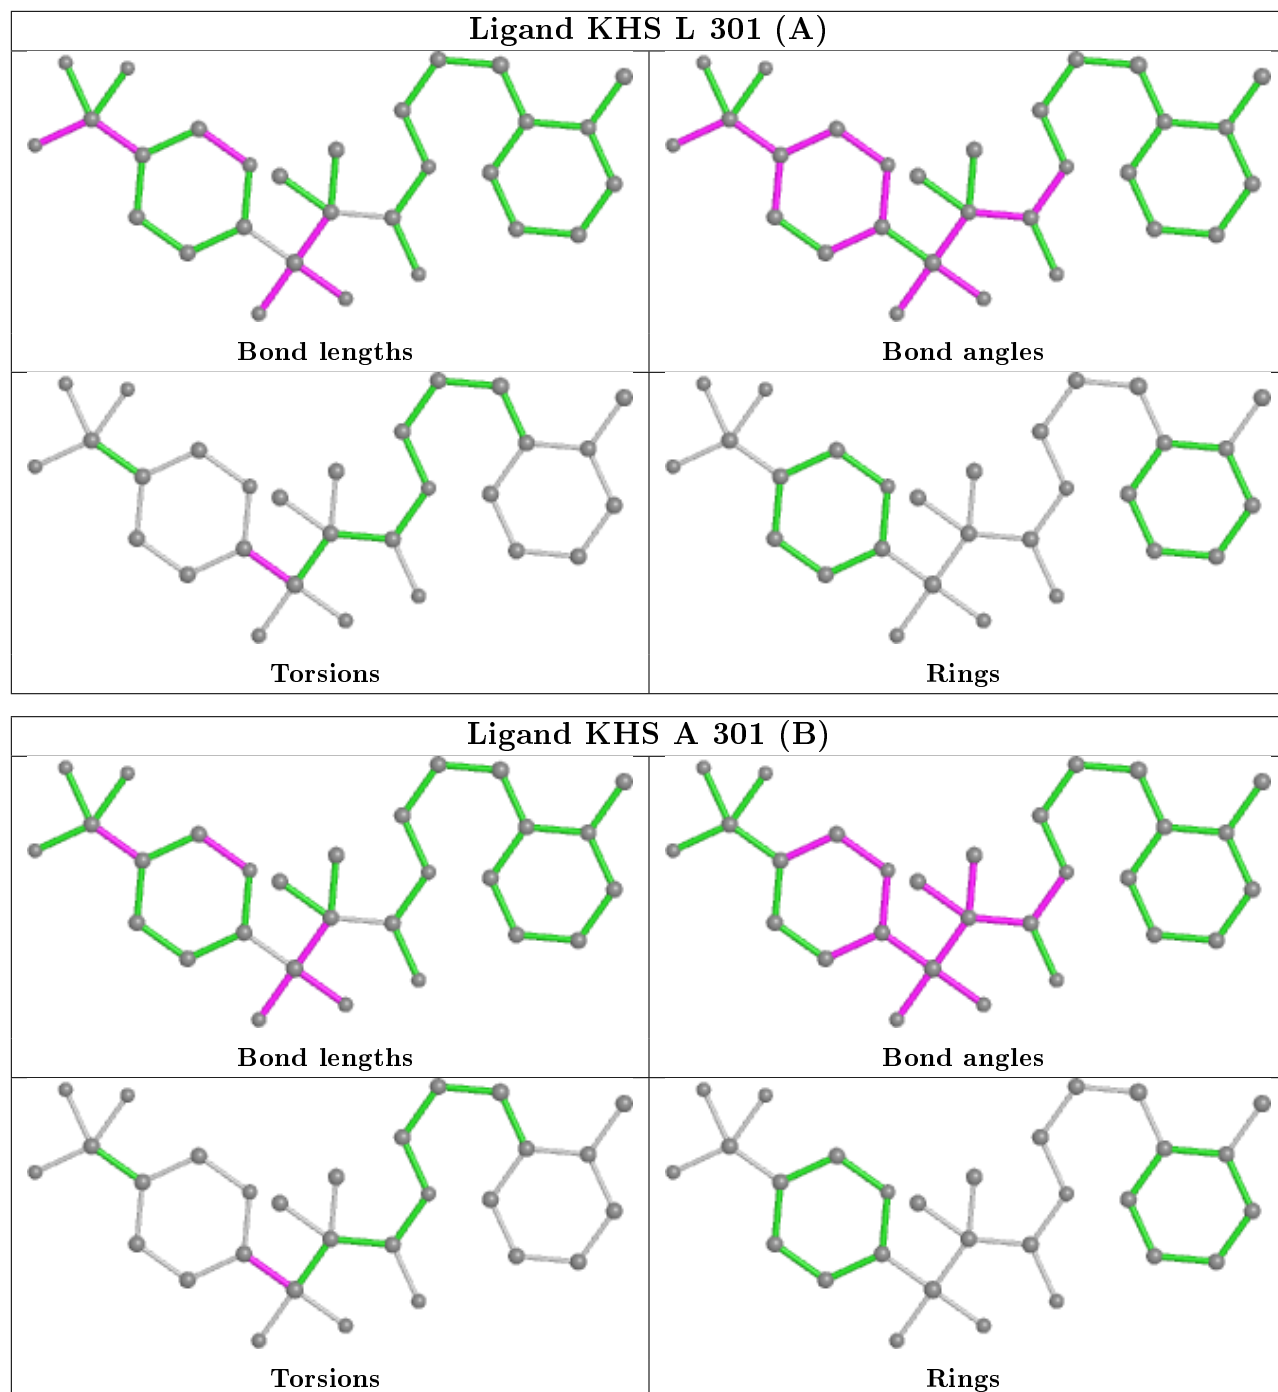 Ligand KHS L 301 (A)
Bond lengths
Bond angles
Torsions
Rings
Ligand KHS A 301 (B)
Bond lengths
Bond angles
Torsions
Rings